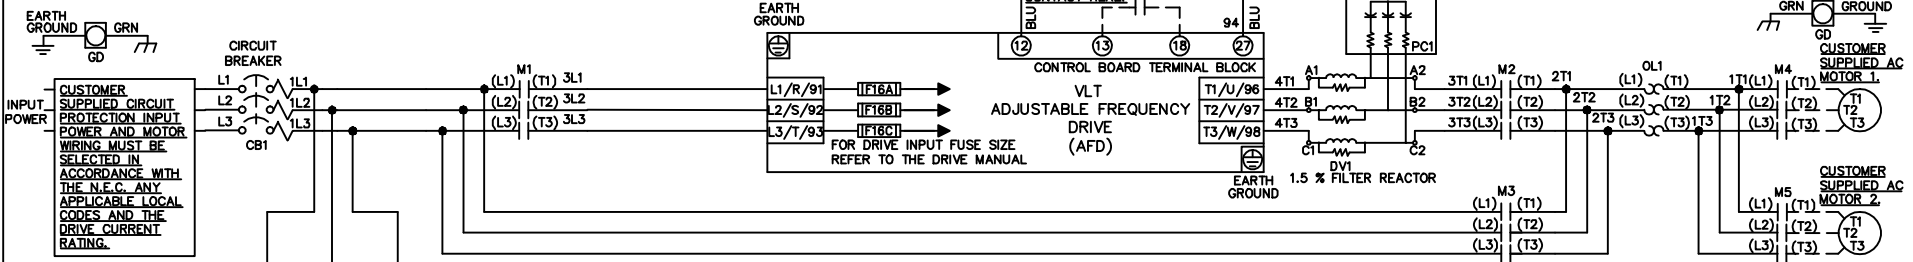 EARTH
GROUND
GRN
GD
CIRCUIT
BREAKER
INPUT
POWER
CUSTOMER
SUPPLIED CIRCUIT
PROTECTION INPUT
POWER AND MOTOR
WIRING MUST BE
SELECTED IN
ACCORDANCE WITH
THE N.E.C. ANY
APPLICABLE LOCAL
CODES AND THE
DRIVE CURRENT
RATING.
L1 1L1
L2 1L2
L3 1L3
CB1
M1
(L1) (T1) 3L1
(L2) (T2) 3L2
(L3) (T3) 3L3
EARTH
GROUND
BLU
94
BLU
12 13 18 27
CONTROL BOARD TERMINAL BLOCK
L1/R/91 F16A
L2/S/92 F16B
L3/T/93 F16C
FOR DRIVE INPUT FUSE SIZE
REFER TO THE DRIVE MANUAL
VLT
ADJUSTABLE FREQUENCY
DRIVE
(AFD)
T1/U/96 4T1 A1 A2
T2/V/97 4T2 B1 B2
T3/W/98 4T3 C1 C2
EARTH
GROUND
PC1
DV1
1.5 % FILTER REACTOR
M2
3T1 (L1) (T1) 2T1
3T2 (L2) (T2) 2T2
3T3 (L3) (T3) 2T3
M3
(L1) (T1)
(L2) (T2)
(L3) (T3)
OL1
(L1) (T1) 1T1
(L2) (T2) 1T2
(L3) (T3) 1T3
GRN
GROUND
GD
CUSTOMER
SUPPLIED AC
MOTOR 1.
M4
(L1) (T1) T1
(L2) (T2) T2
(L3) (T3) T3
CUSTOMER
SUPPLIED AC
MOTOR 2.
M5
(L1) (T1) T1
(L2) (T2) T2
(L3) (T3) T3